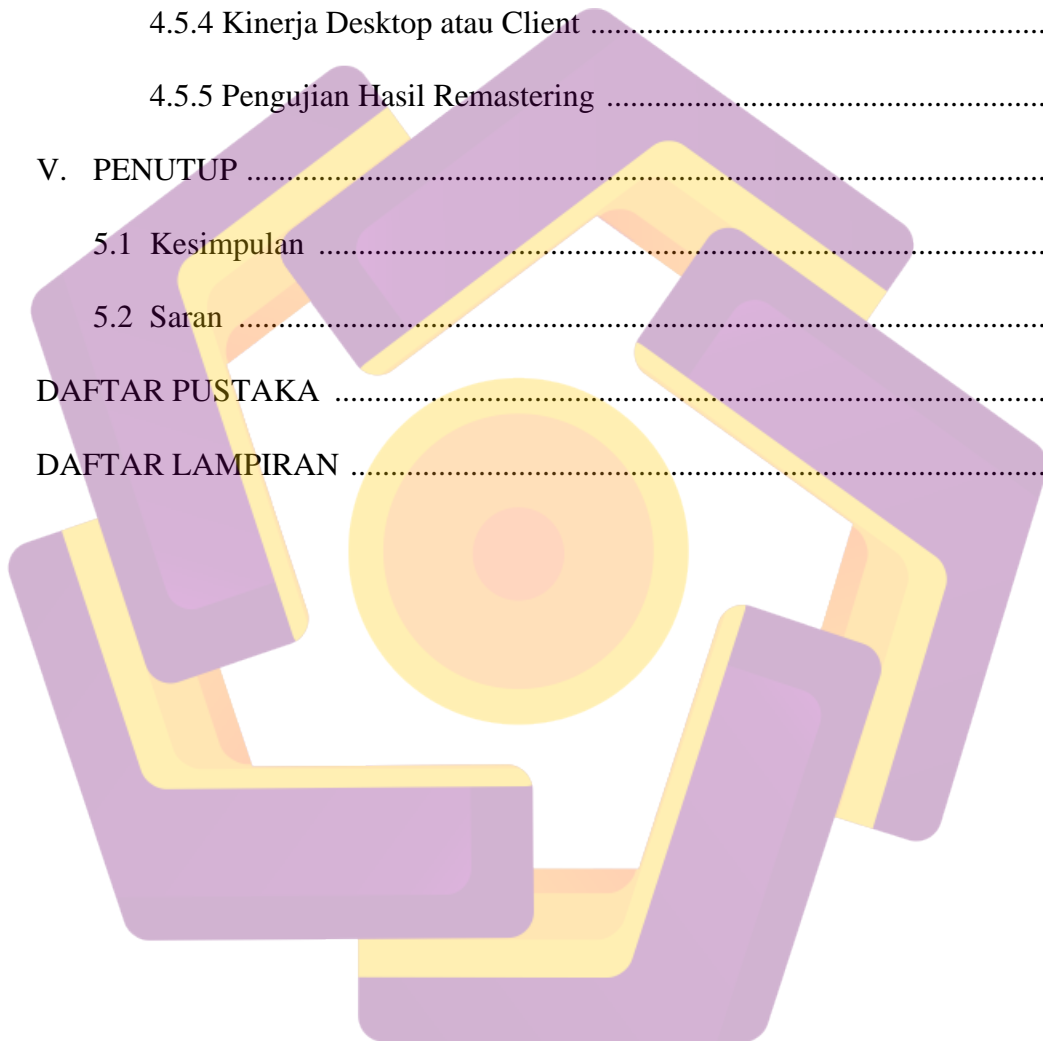 4.5.4 Kinerja Desktop atau Client ......................................................
4.5.5 Pengujian Hasil Remastering ....................................................
V. PENUTUP ....................................................................................................
5.1 Kesimpulan ...........................................................................................
5.2 Saran .....................................................................................................
DAFTAR PUSTAKA .........................................................................................
DAFTAR LAMPIRAN .......................................................................................